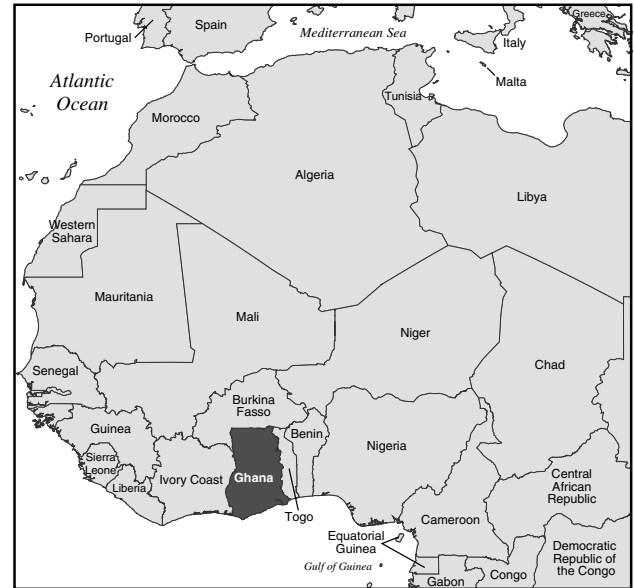 Spain
Portugal
Mediterranean Sea
Greece
Italy
Malta
Atlantic
Ocean
Tunisia
Morocco
Algeria
Libya
Western
Sahara
Mauritania
Mali
Niger
Chad
Senegal
Burkina
Fasso
Guinea
Benin
Nigeria
Sierra
Leone
Ivory Coast
Ghana
Liberia
Central
African
Republic
Togo
Cameroon
Equatorial
Guinea
Democratic
Republic of
the Congo
Gulf of Guinea
Gabon
Congo